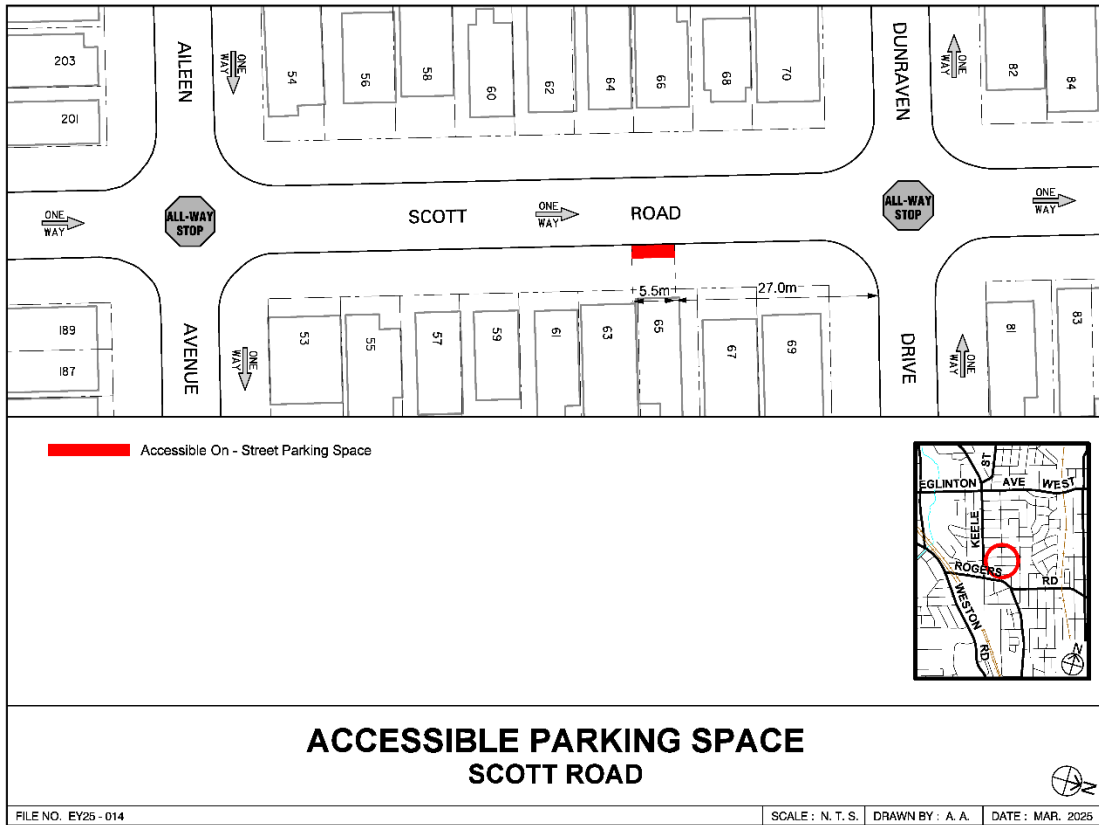 203
201
AILEEN
ONE WAY
54
56
58
60
62
64
66
68
70
DUNRAVEN
ONE WAY
82
84
ONE WAY
ALL-WAY
STOP
SCOTT
ONE WAY
ROAD
ALL-WAY
STOP
ONE WAY
5.5m
27.0m
189
187
AVENUE
ONE WAY
53
55
57
59
61
63
65
67
69
DRIVE
ONE WAY
81
83
Accessible On - Street Parking Space
ST
EGLINTON AVE WEST
KEELE
ROGERS RD
WESTON RD
N
ACCESSIBLE PARKING SPACE
SCOTT ROAD
N
FILE NO. EY25 - 014
SCALE : N. T. S.
DRAWN BY : A. A.
DATE : MAR. 2025